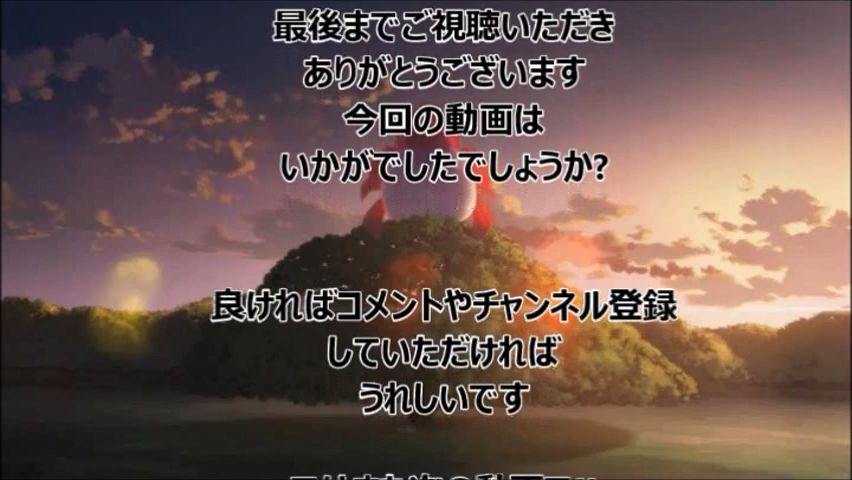 最後までご視聴いただき
ありがとうございます
今回の動画は
いかがでしたでしょうか?
良ければコメントやチャンネル登録
していただければ
うれしいです